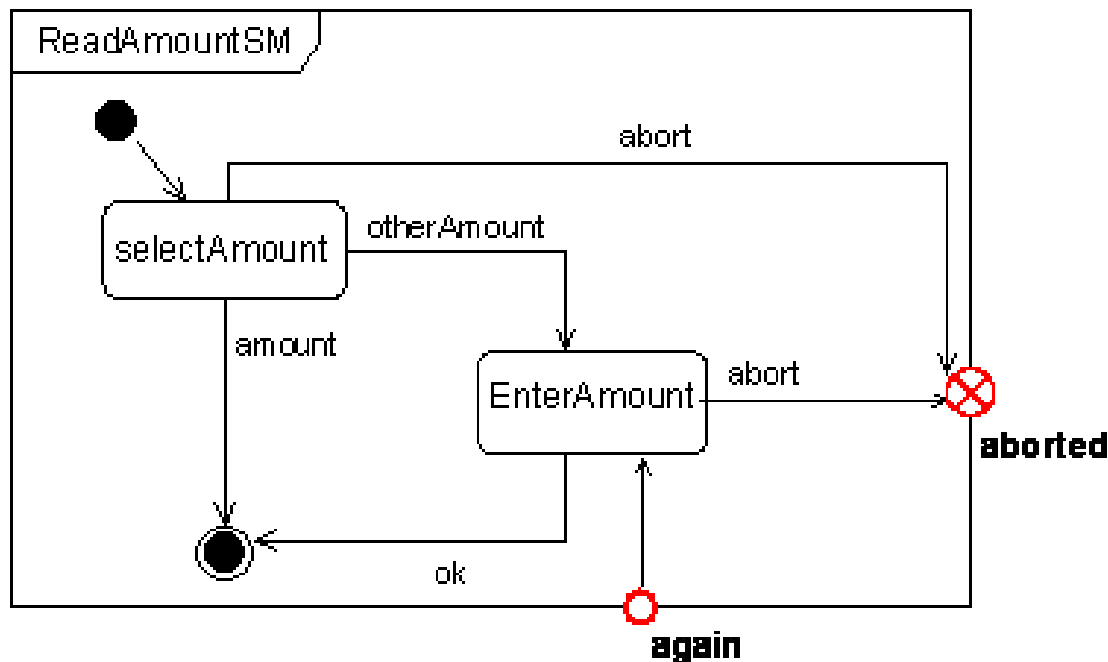 ReadAmountSM
abort
otherAmount
selectAmount
amount
abort
EnterAmount
aborted
ok
again